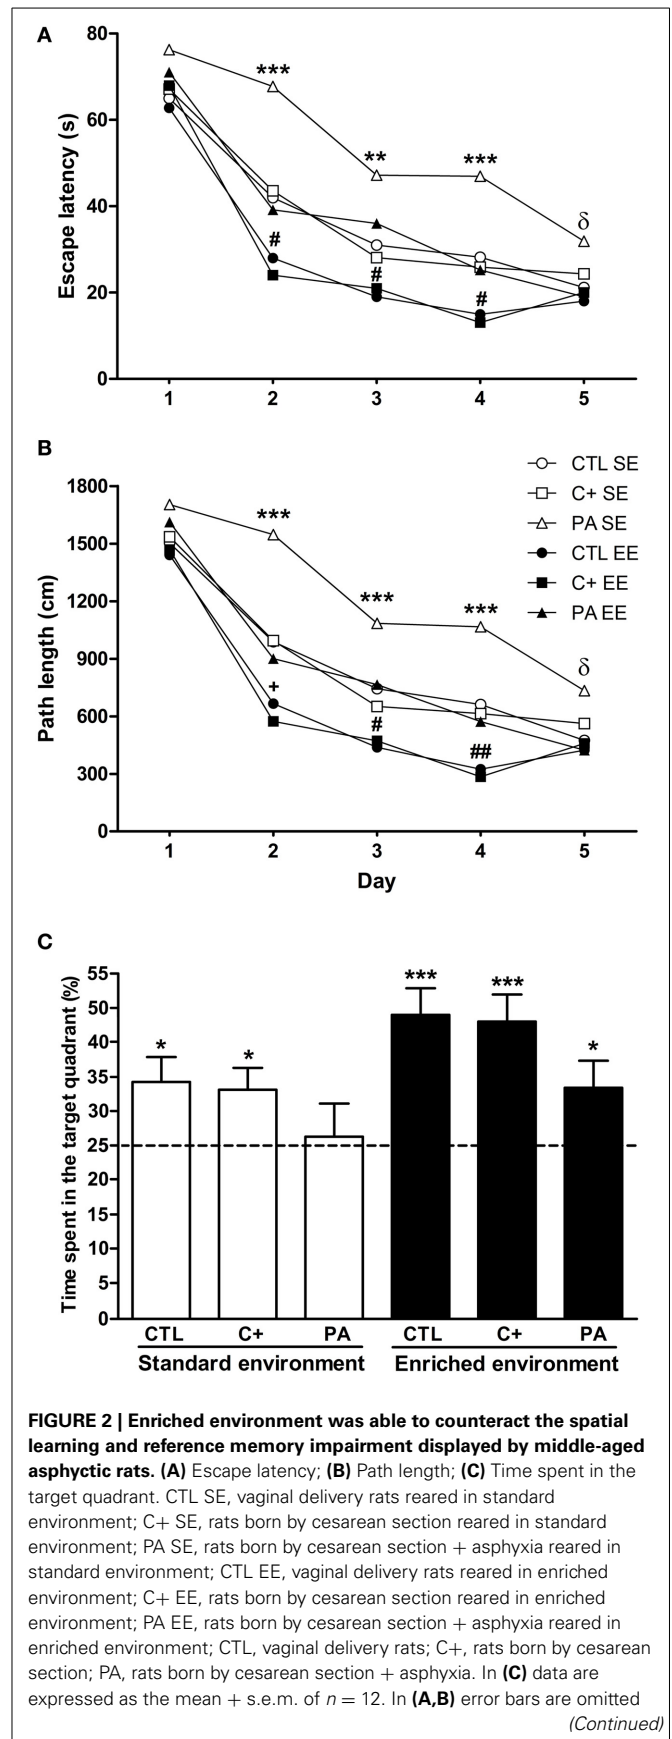 A
80
60
40
20
0
Escape latency (s)
***
**
***
δ
#
#
#
1 2 3 4 5
B
CTL SE
C+ SE
PA SE
CTL EE
C+ EE
PA EE
1800
1500
1200
900
600
300
0
Path length (cm)
***
***
***
δ
+
#
##
1 2 3 4 5
Day
C
55
50
45
40
35
30
25
20
15
10
5
0
Time spent in the target quadrant (%)
*
*
***
***
*
CTL C+ PA CTL C+ PA
Standard environment Enriched environment
FIGURE 2 | Enriched environment was able to counteract the spatial
learning and reference memory impairment displayed by middle-aged
asphyctic rats. (A) Escape latency; (B) Path length; (C) Time spent in the
target quadrant. CTL SE, vaginal delivery rats reared in standard
environment; C+ SE, rats born by cesarean section reared in standard
environment; PA SE, rats born by cesarean section + asphyxia reared in
standard environment; CTL EE, vaginal delivery rats reared in enriched
environment; C+ EE, rats born by cesarean section reared in enriched
environment; PA EE, rats born by cesarean section + asphyxia reared in
enriched environment; CTL, vaginal delivery rats; C+, rats born by cesarean
section; PA, rats born by cesarean section + asphyxia. In (C) data are
expressed as the mean + s.e.m. of n = 12. In (A,B) error bars are omitted
(Continued)